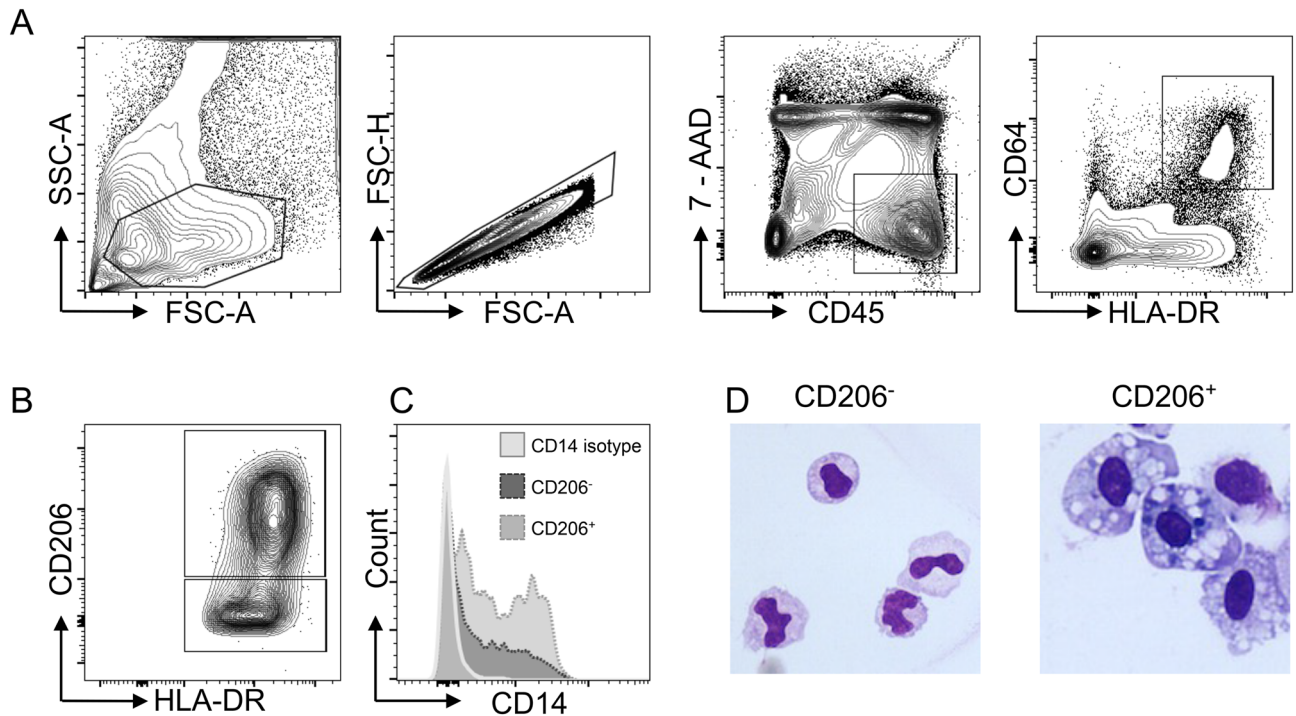 A
SSC-A
FSC-A
FSC-H
FSC-A
7 - AAD
CD45
CD64
HLA-DR
B
CD206
HLA-DR
C
Count
CD14 isotype
CD206-
CD206+
CD14
D
CD206-
CD206+